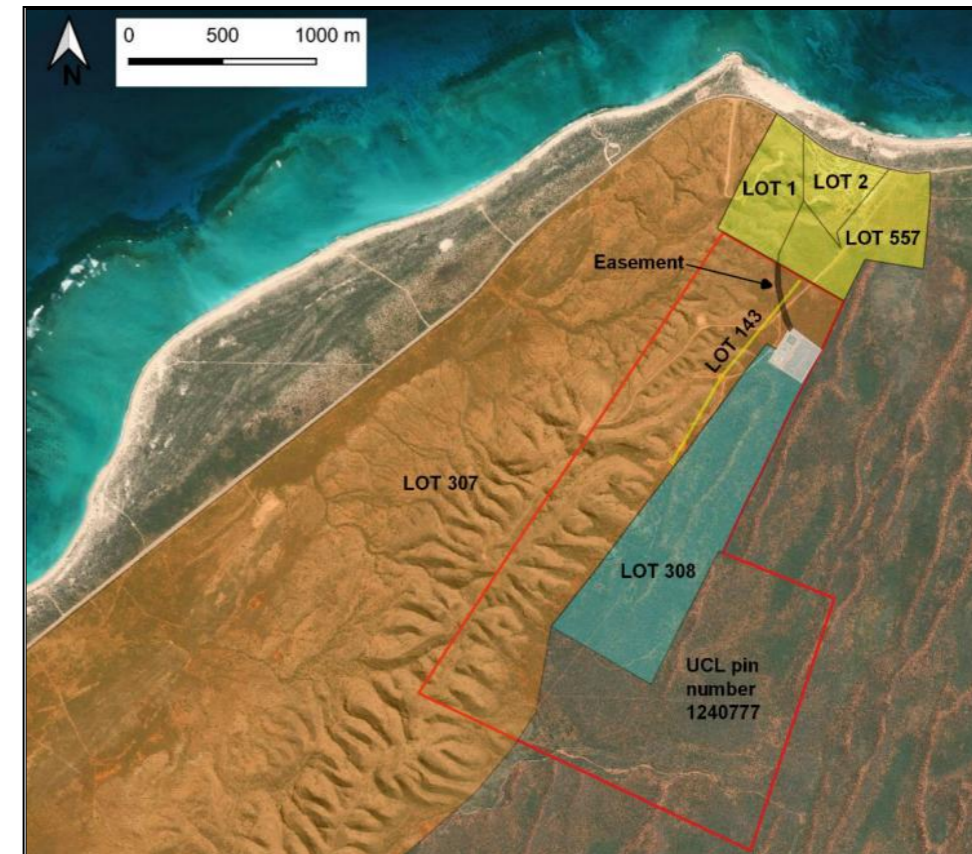 0 500 1000 m
N
LOT 1
LOT 2
LOT 557
Easement
LOT 143
LOT 307
LOT 308
UCL pin
number
1240777